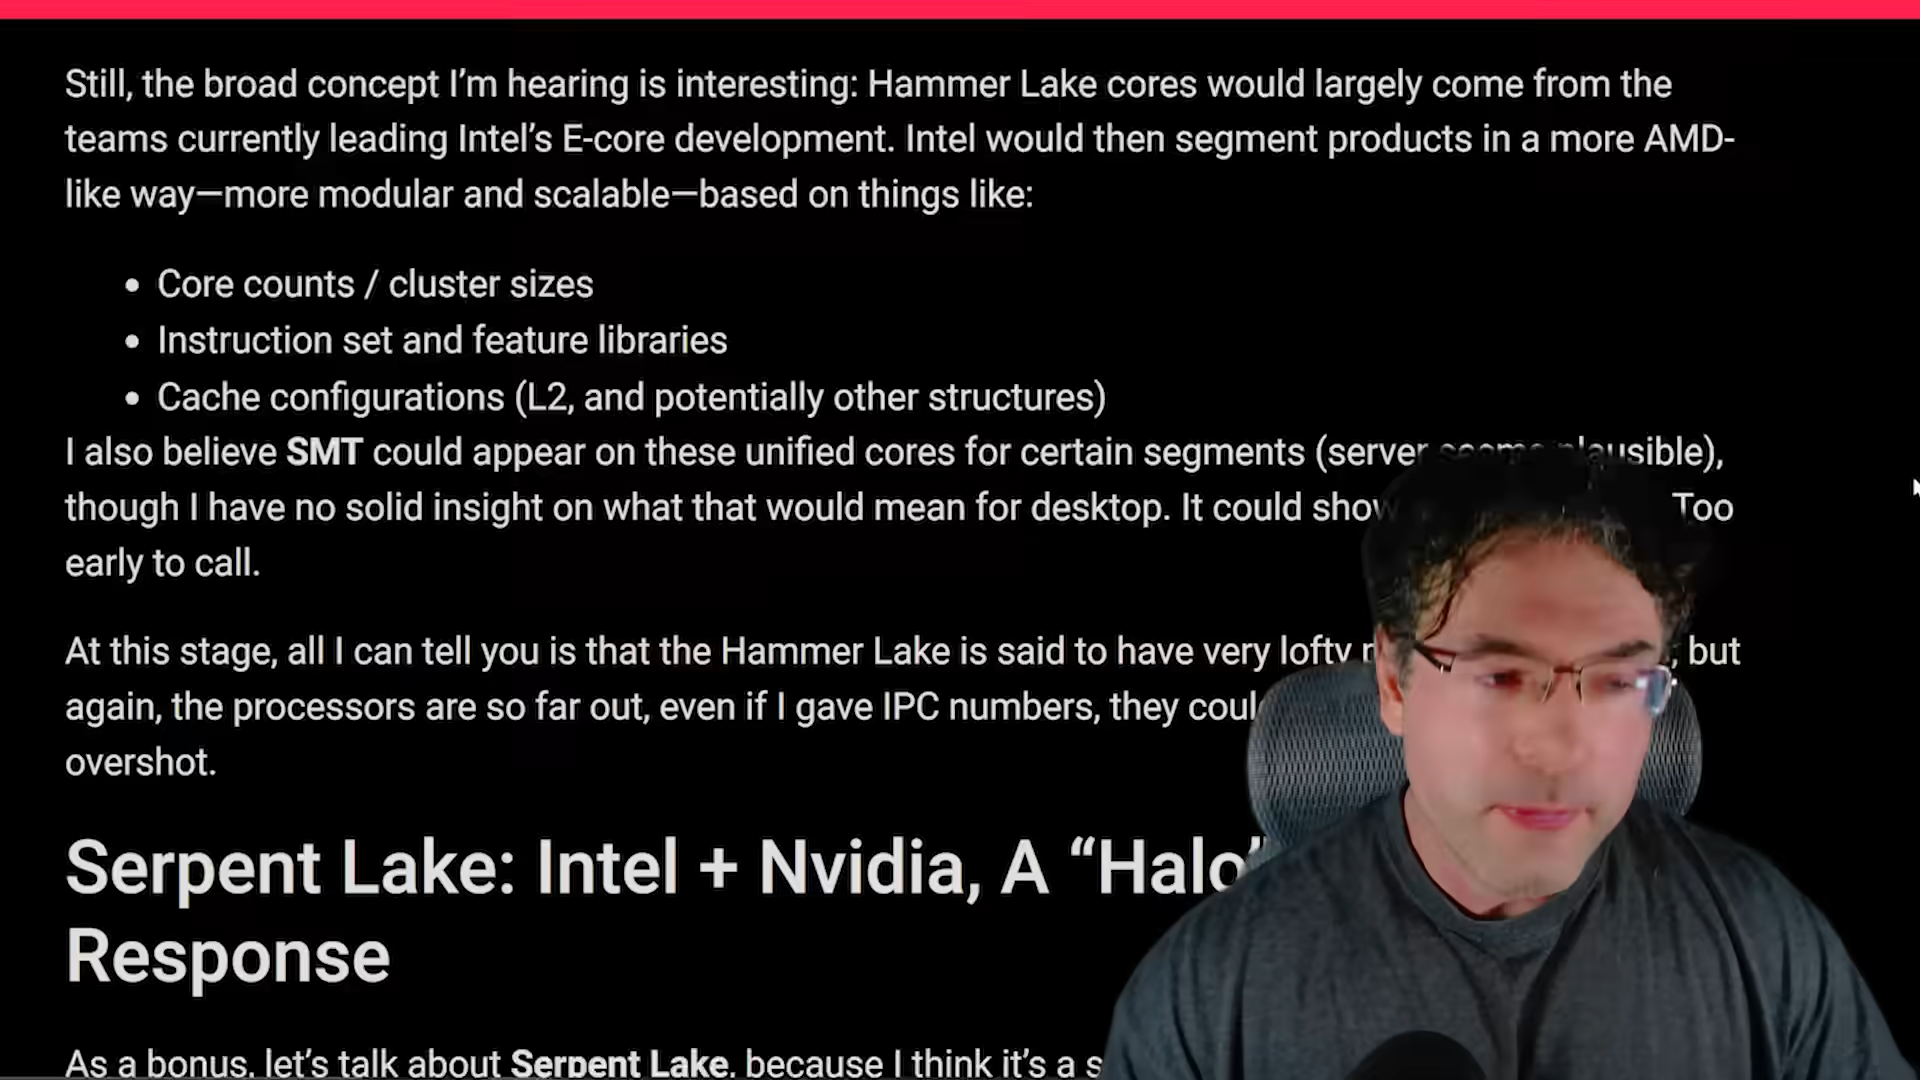 Still, the broad concept I’m hearing is interesting: Hammer Lake cores would largely come from the
teams currently leading Intel’s E-core development. Intel would then segment products in a more AMD-
like way—more modular and scalable—based on things like:
• Core counts / cluster sizes
• Instruction set and feature libraries
• Cache configurations (L2, and potentially other structures)
I also believe SMT could appear on these unified cores for certain segments (server seems plausible),
though I have no solid insight on what that would mean for desktop. It could show Too
early to call.
At this stage, all I can tell you is that the Hammer Lake is said to have very lofty but
again, the processors are so far out, even if I gave IPC numbers, they
overshot.
Serpent Lake: Intel + Nvidia, A “Halo”
Response
As a bonus, let’s talk about Serpent Lake, because I think it’s a